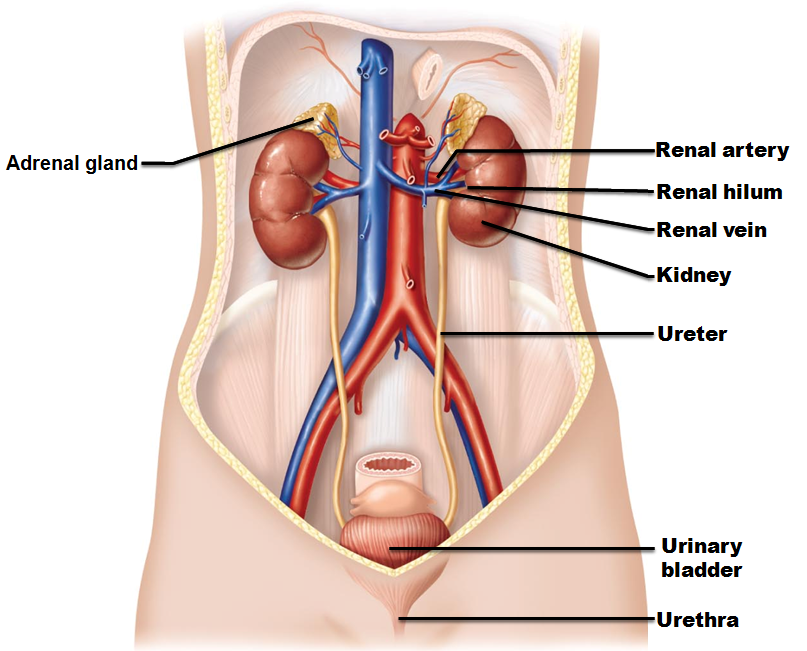 Renal artery
Adrenal gland
Renal hilum
Renal vein
Kidney
Ureter
Urinary
bladder
Urethra